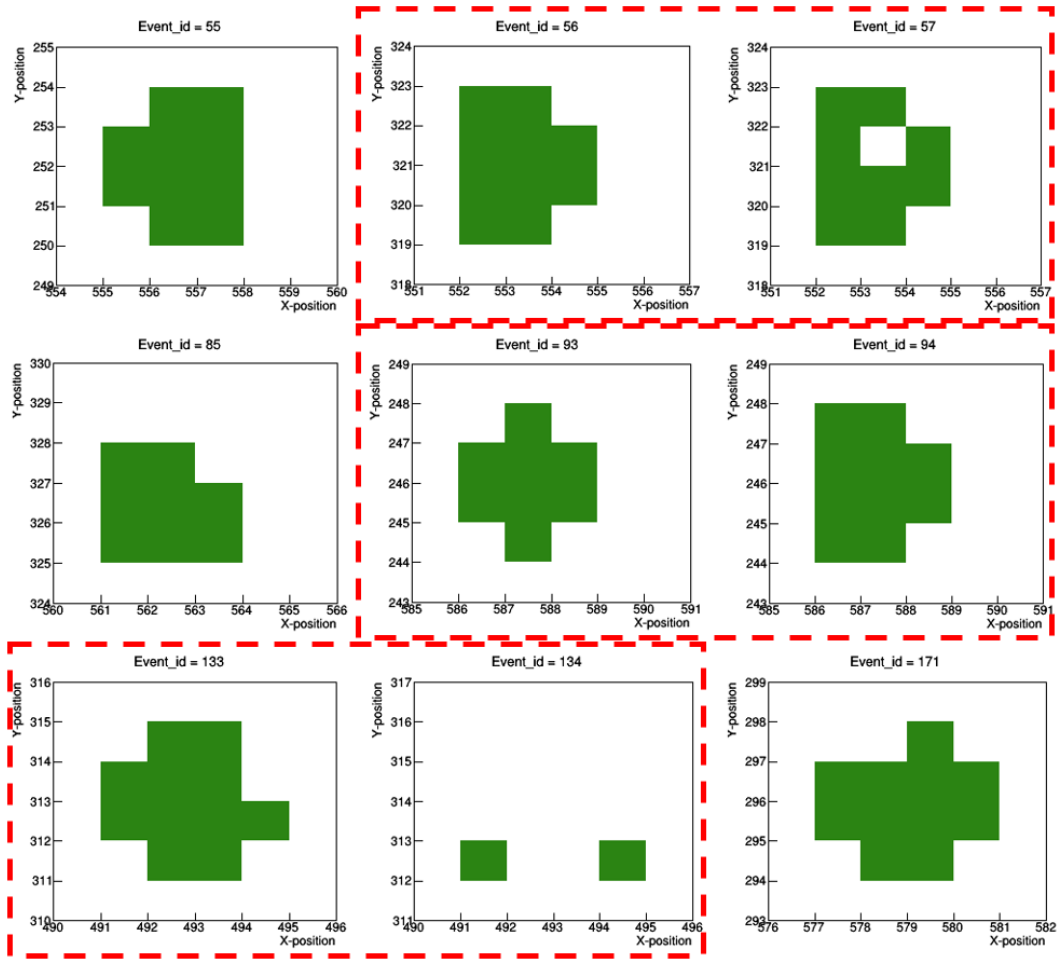 Event_id = 55
Y-position
255
254
253
252
251
250
249
554 555 556 557 558 559 560
X-position
Event_id = 56
Y-position
324
323
322
321
320
319
318
551 552 553 554 555 556 557
X-position
Event_id = 57
Y-position
324
323
322
321
320
319
318
551 552 553 554 555 556 557
X-position
Event_id = 85
Y-position
330
329
328
327
326
325
324
560 561 562 563 564 565 566
X-position
Event_id = 93
Y-position
249
248
247
246
245
244
243
585 586 587 588 589 590 591
X-position
Event_id = 94
Y-position
249
248
247
246
245
244
243
585 586 587 588 589 590 591
X-position
Event_id = 133
Y-position
316
315
314
313
312
311
310
490 491 492 493 494 495 496
X-position
Event_id = 134
Y-position
317
316
315
314
313
312
311
490 491 492 493 494 495 496
X-position
Event_id = 171
Y-position
299
298
297
296
295
294
293
576 577 578 579 580 581 582
X-position